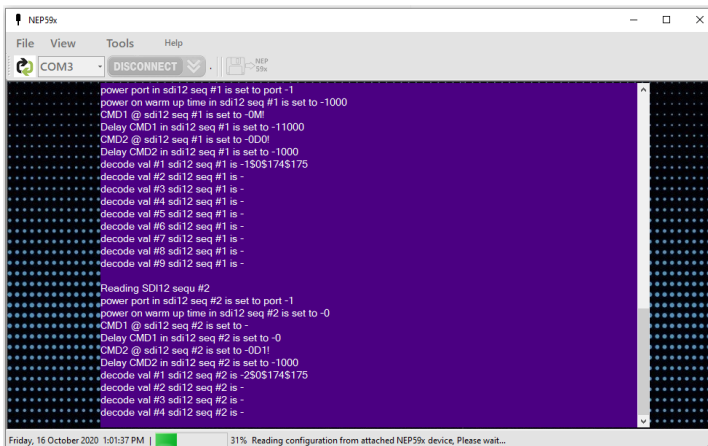 NEP59x
File View Tools Help
COM3 DISCONNECT NEP 59x
power port in sdi12 seq #1 is set to port -1
power on warm up time in sdi12 seq #1 is set to -1000
CMD1 @ sdi12 seq #1 is set to -0M!
Delay CMD1 in sdi12 seq #1 is set to -11000
CMD2 @ sdi12 seq #1 is set to -0D0!
Delay CMD2 in sdi12 seq #1 is set to -1000
decode val #1 sdi12 seq #1 is -1$0$174$175
decode val #2 sdi12 seq #1 is -
decode val #3 sdi12 seq #1 is -
decode val #4 sdi12 seq #1 is -
decode val #5 sdi12 seq #1 is -
decode val #6 sdi12 seq #1 is -
decode val #7 sdi12 seq #1 is -
decode val #8 sdi12 seq #1 is -
decode val #9 sdi12 seq #1 is -
Reading SDI12 sequ #2
power port in sdi12 seq #2 is set to port -1
power on warm up time in sdi12 seq #2 is set to -0
CMD1 @ sdi12 seq #2 is set to -
Delay CMD1 in sdi12 seq #2 is set to -0
CMD2 @ sdi12 seq #2 is set to -0D1!
Delay CMD2 in sdi12 seq #2 is set to -1000
decode val #1 sdi12 seq #2 is -2$0$174$175
decode val #2 sdi12 seq #2 is -
decode val #3 sdi12 seq #2 is -
decode val #4 sdi12 seq #2 is -
Friday, 16 October 2020 1:01:37 PM | 31% Reading configuration from attached NEP59x device, Please wait...